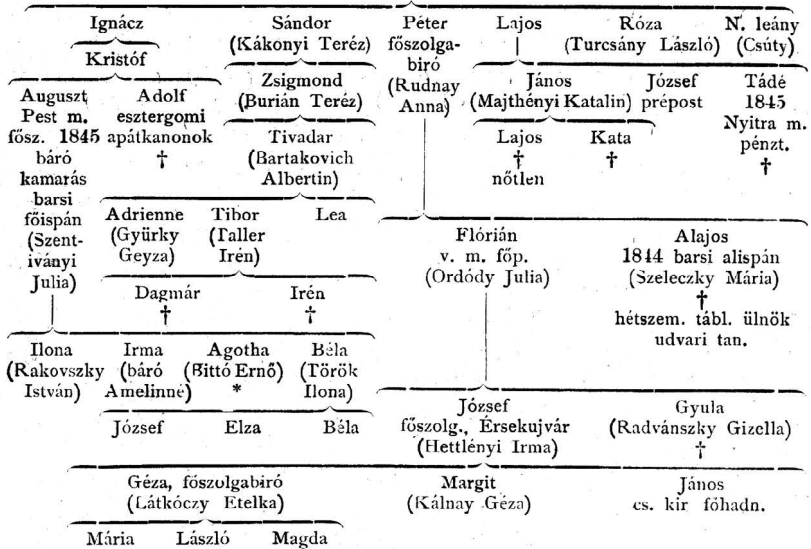 Ignácz
Sándor
(Kákonyi Teréz)
Péter
főszolga-
biró
(Rudnay
Anna)
Lajos
Róza
(Turcsány László)
N. leány
(Csúty)
Kristóf
Zsigmond
(Burián Teréz)
János
(Majthényi Katalin)
József
prépost
Tádé
1845
Nyitra m.
pénzt.
†
Auguszt
Pest m.
fősz. 1845
báró
kamarás
barsi
főispán
(Szent-
iványi
Julia)
Adolf
esztergomi
apátkanonok
†
Tivadar
(Bartakovich
Albertin)
Lajos
†
nőtlen
Kata
†
Adrienne
(Gyürky
Geyza)
Tibor
(Taller
Irén)
Lea
Flórián
v. m. főp.
(Ordódy Julia)
Alajos
1844 barsi alispán
(Szeleczky Mária)
†
hétszem. tábl. ülnök
udvari tan.
Dagmár
†
Irén
†
Ilona
(Rakovszky
István)
Irma
(báró
Amelinné)
Agotha
(Bittó Ernő)
*
Béla
(Török
Ilona)
József
Elza
Béla
József
főszolg., Érsekujvár
(Hettlényi Irma)
Gyula
(Radvánszky Gizella)
†
Géza, főszolgabiró
(Látkóczy Etelka)
Margit
(Kálnay Géza)
János
cs. kir főhadn.
Mária
László
Magda